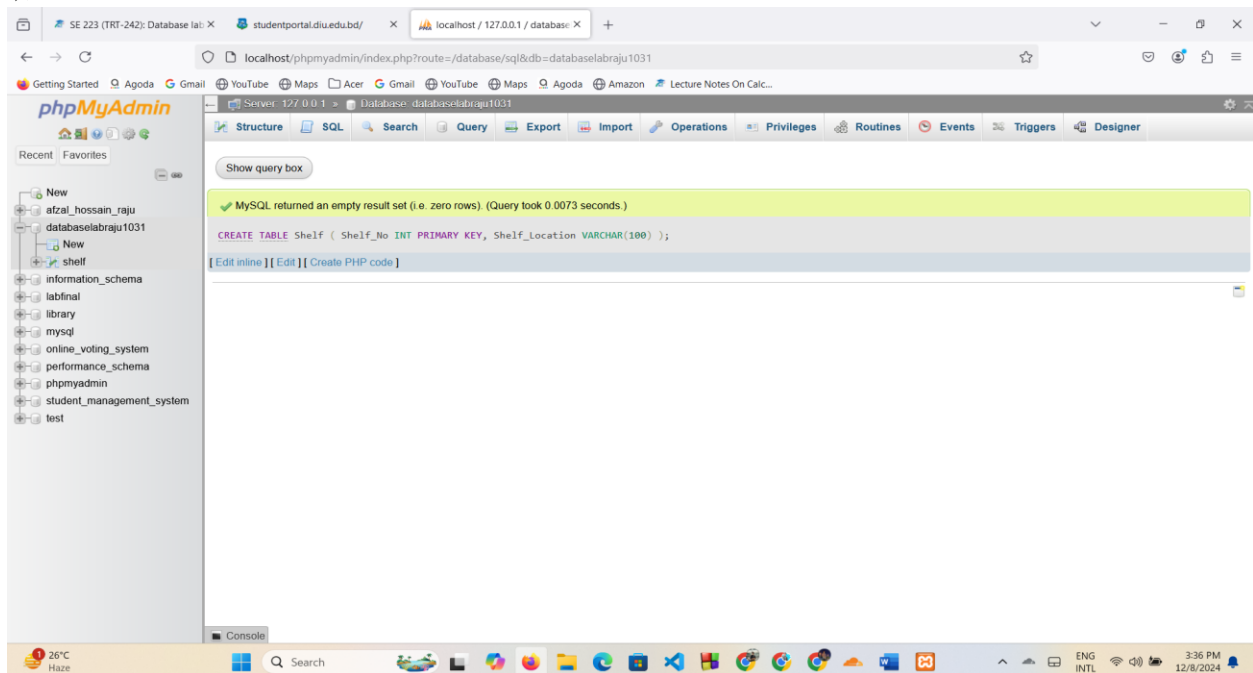 SE 223 (TRT-242): Database lab
studentportal.diu.edu.bd/
localhost / 127.0.0.1 / database
localhost/phpmyadmin/index.php?route=/database/sql&db=databaselabraju1031
Getting Started Agoda Gmail YouTube Maps Acer Gmail YouTube Maps Agoda Amazon Lecture Notes On Calc...
phpMyAdmin
Recent Favorites
New
afzal_hossain_raju
databaselabraju1031
New
shelf
information_schema
labfinal
library
mysql
online_voting_system
performance_schema
phpmyadmin
student_management_system
test
Server: 127.0.0.1 » Database: databaselabraju1031
Structure SQL Search Query Export Import Operations Privileges Routines Events Triggers Designer
Show query box
MySQL returned an empty result set (i.e. zero rows). (Query took 0.0073 seconds.)
CREATE TABLE Shelf ( Shelf_No INT PRIMARY KEY, Shelf_Location VARCHAR(100) );
[ Edit inline ] [ Edit ] [ Create PHP code ]
Console
1
26°C
Haze
Search
ENG
INTL
3:36 PM
12/8/2024